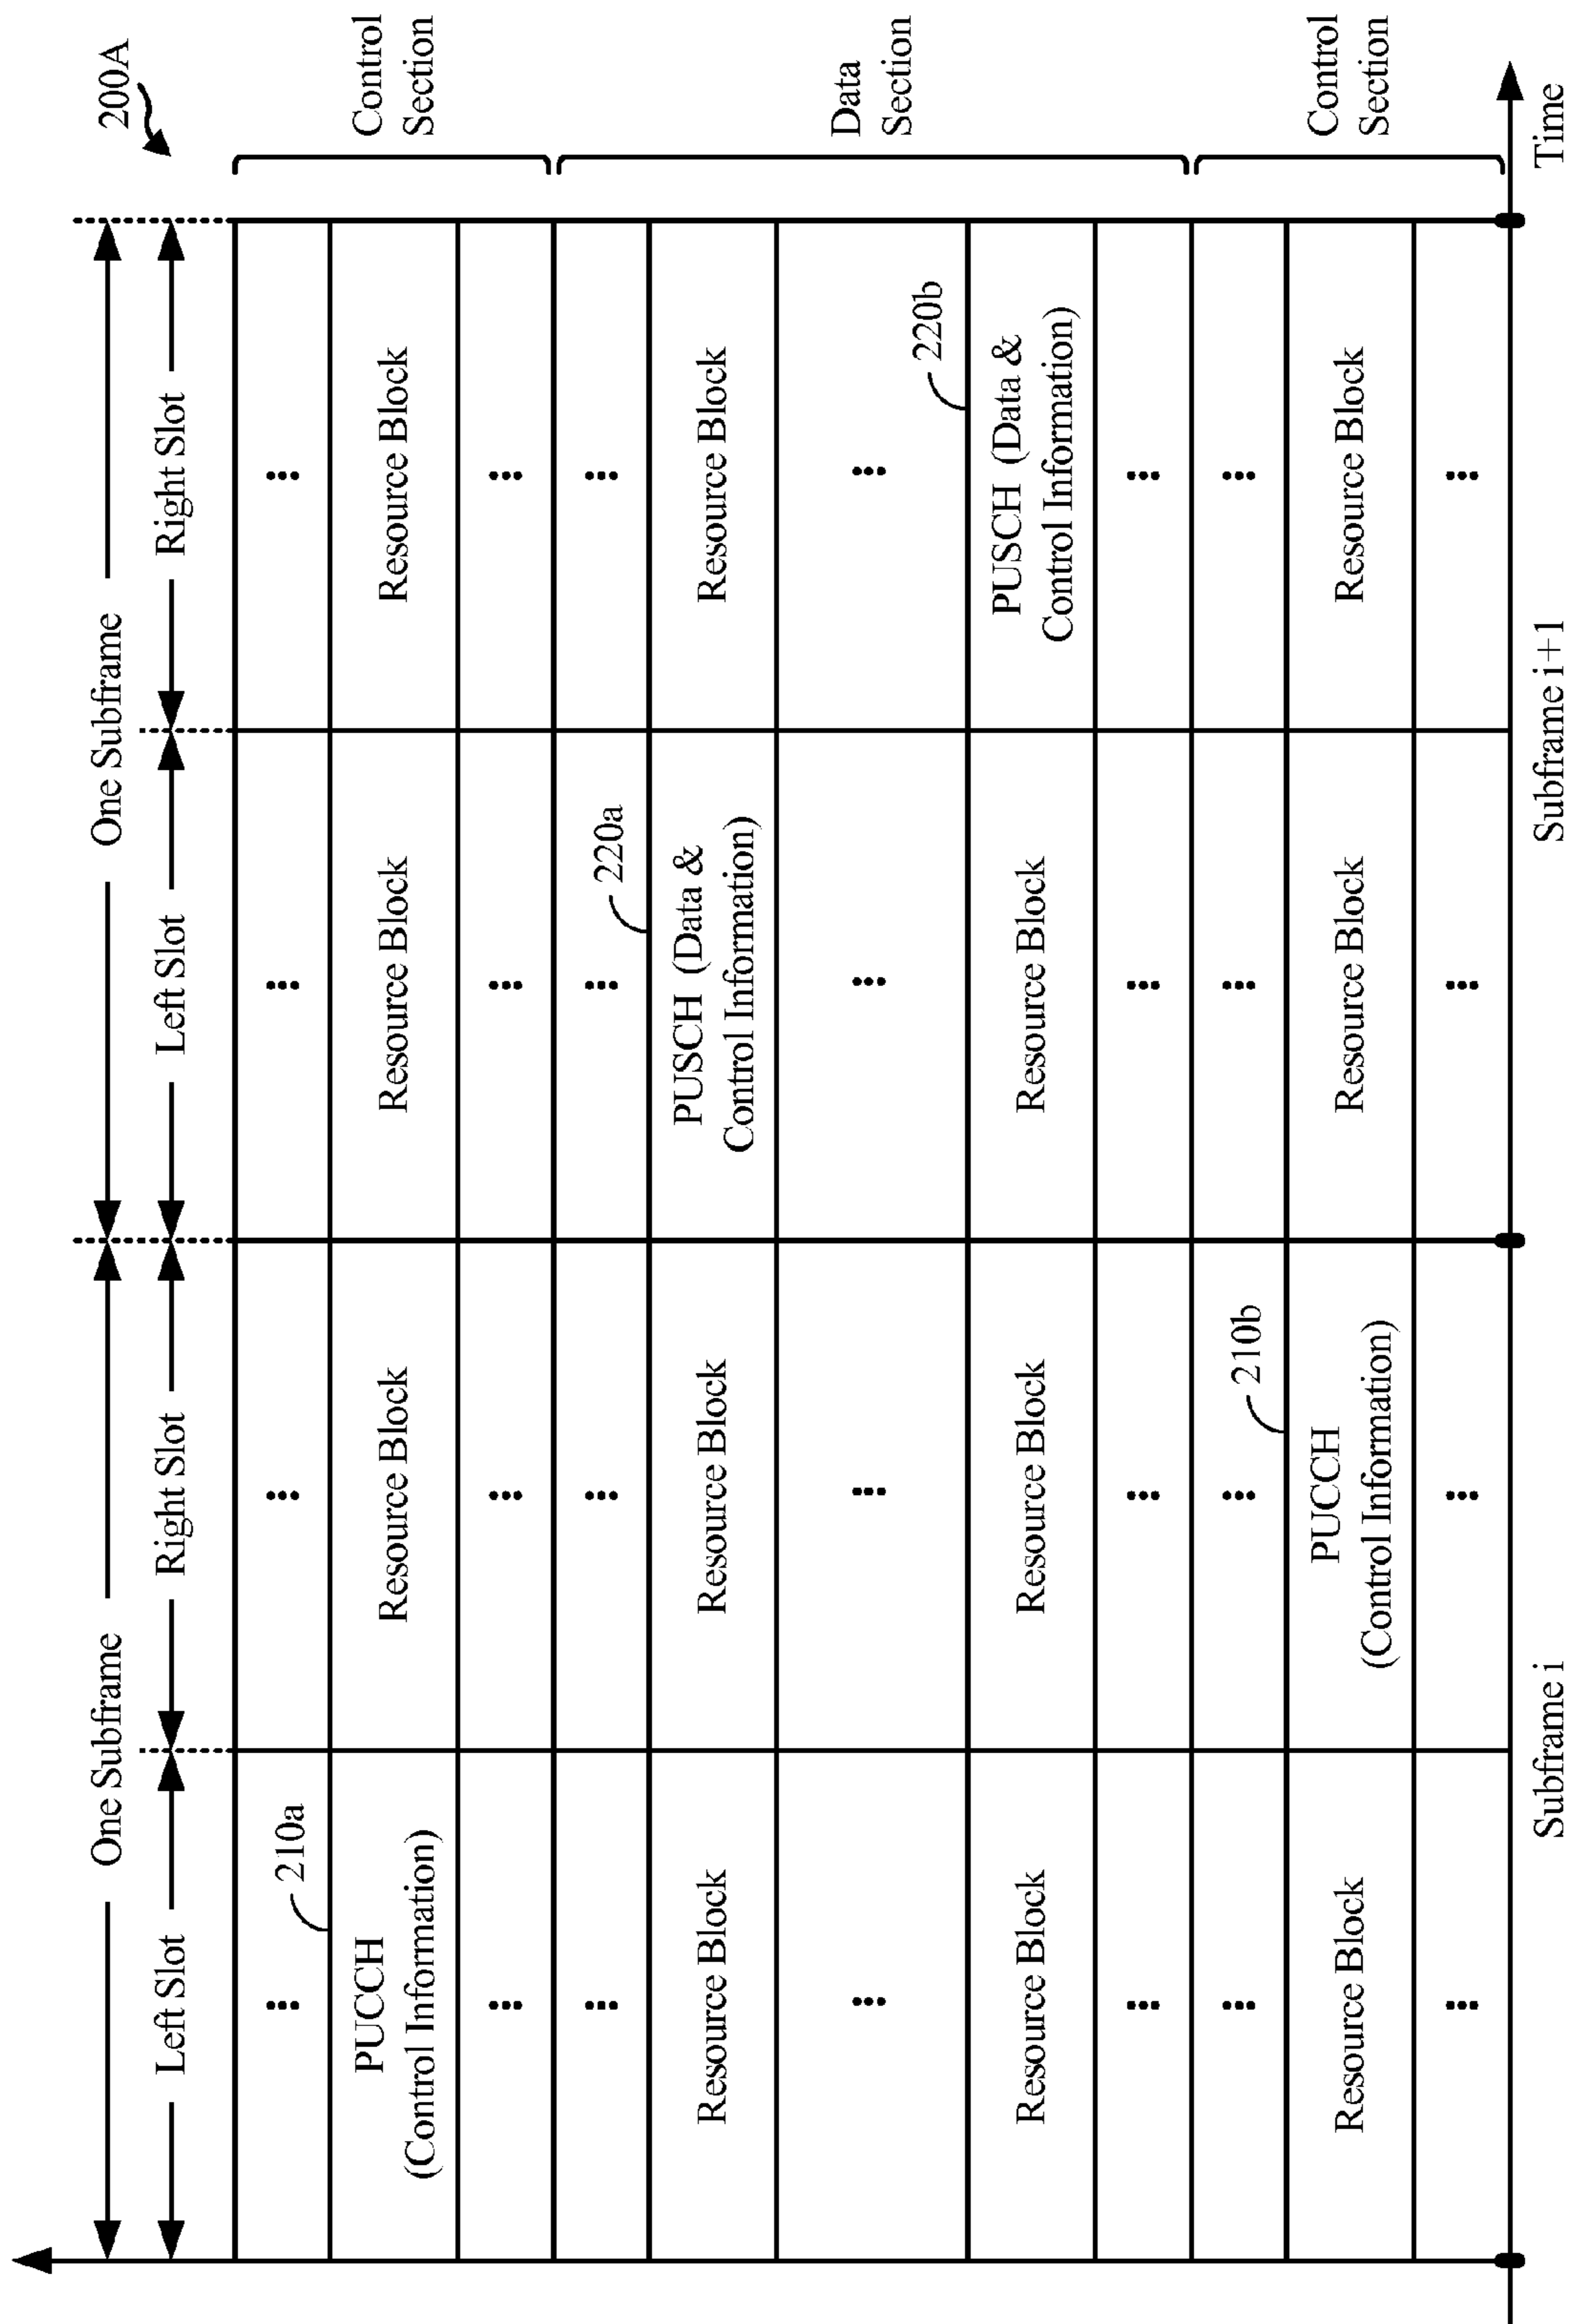 200A
One Subframe
One Subframe
Left Slot
Right Slot
Left Slot
Right Slot
210a
⋮
⋮
⋮
⋮
PUCCH
(Control Information)
Resource Block
Resource Block
Resource Block
Control
Section
⋮
⋮
⋮
⋮
220a
⋮
⋮
⋮
⋮
Resource Block
Resource Block
PUSCH (Data &
Control Information)
Resource Block
⋮
⋮
⋮
⋮
Data
Section
220b
Resource Block
Resource Block
Resource Block
PUSCH (Data &
Control Information)
⋮
⋮
⋮
⋮
210b
⋮
⋮
⋮
⋮
Resource Block
PUCCH
(Control Information)
Resource Block
Resource Block
Control
Section
⋮
⋮
⋮
⋮
Subframe i
Subframe i+1
Time